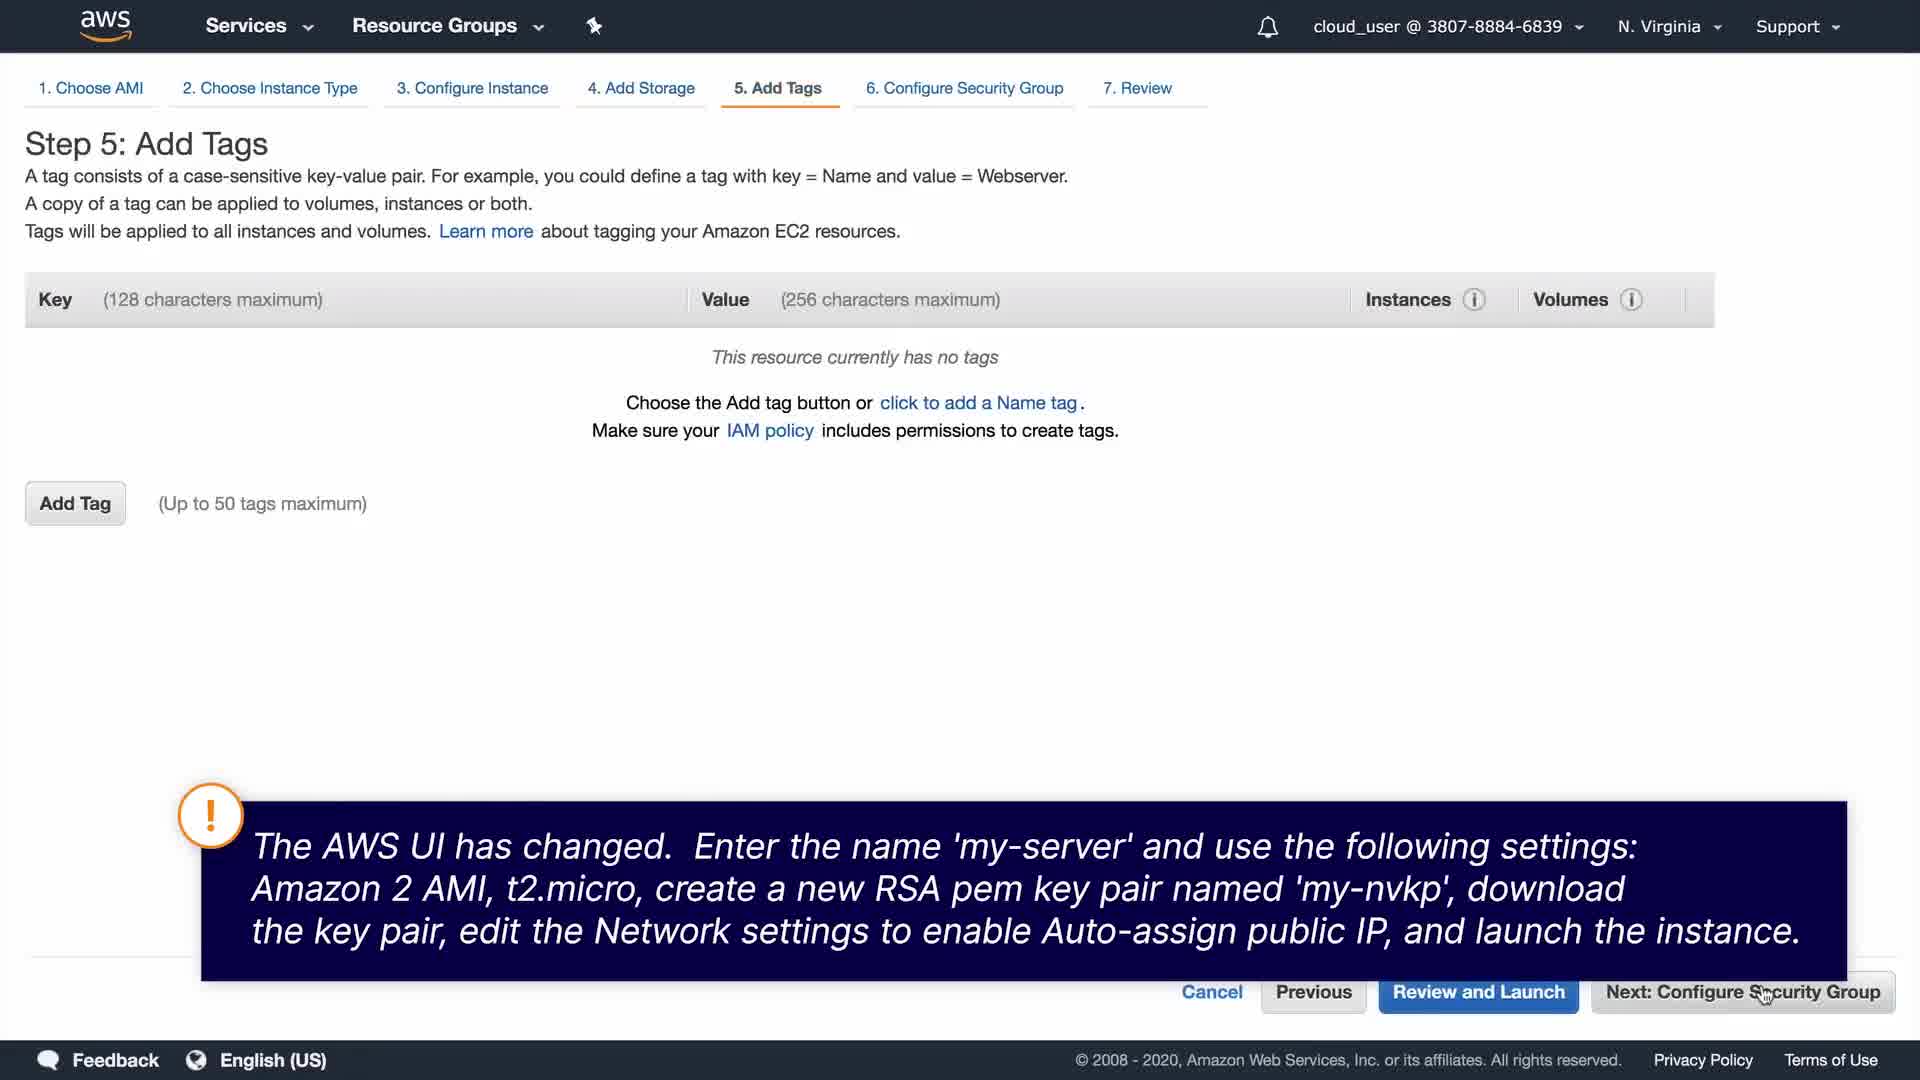 aws Services Resource Groups cloud_user @ 3807-8884-6839 N. Virginia Support
1. Choose AMI 2. Choose Instance Type 3. Configure Instance 4. Add Storage 5. Add Tags 6. Configure Security Group 7. Review
Step 5: Add Tags
A tag consists of a case-sensitive key-value pair. For example, you could define a tag with key = Name and value = Webserver.
A copy of a tag can be applied to volumes, instances or both.
Tags will be applied to all instances and volumes. Learn more about tagging your Amazon EC2 resources.
Key (128 characters maximum) Value (256 characters maximum) Instances i Volumes i
This resource currently has no tags
Choose the Add tag button or click to add a Name tag.
Make sure your IAM policy includes permissions to create tags.
Add Tag (Up to 50 tags maximum)
!
The AWS UI has changed. Enter the name 'my-server' and use the following settings:
Amazon 2 AMI, t2.micro, create a new RSA pem key pair named 'my-nvkp', download
the key pair, edit the Network settings to enable Auto-assign public IP, and launch the instance.
Cancel Previous Review and Launch Next: Configure Security Group
Feedback English (US) © 2008 - 2020, Amazon Web Services, Inc. or its affiliates. All rights reserved. Privacy Policy Terms of Use